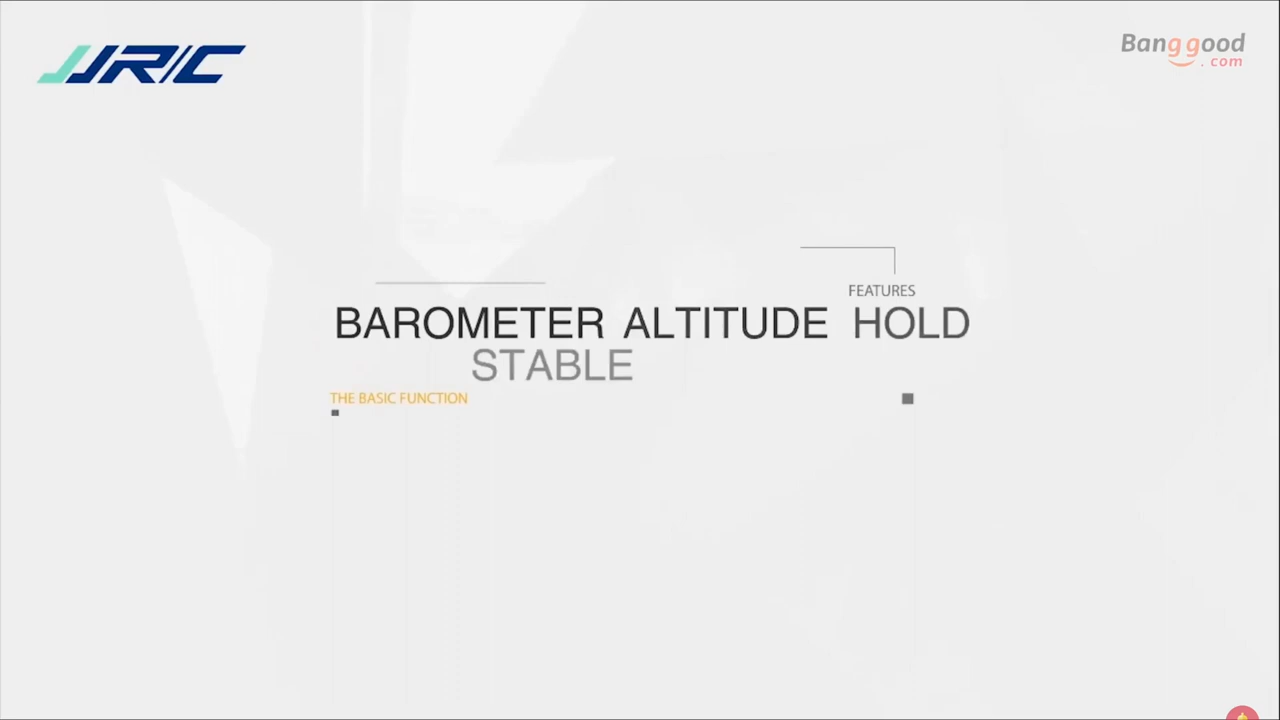 JJRC
Banggood
.com
FEATURES
BAROMETER ALTITUDE HOLD
STABLE
THE BASIC FUNCTION